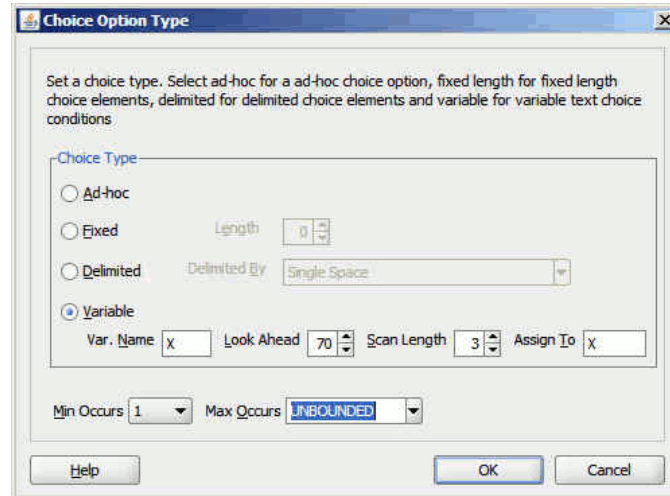 Choice Option Type
Set a choice type. Select ad-hoc for a ad-hoc choice option, fixed length for fixed length
choice elements, delimited for delimited choice elements and variable for variable text choice
conditions
Choice Type
Ad-hoc
Fixed Length 0
Delimited Delimited By Single Space
Variable
Var. Name X Look Ahead 70 Scan Length 3 Assign To X
Min Occurs 1 Max Occurs UNBOUNDED
Help OK Cancel